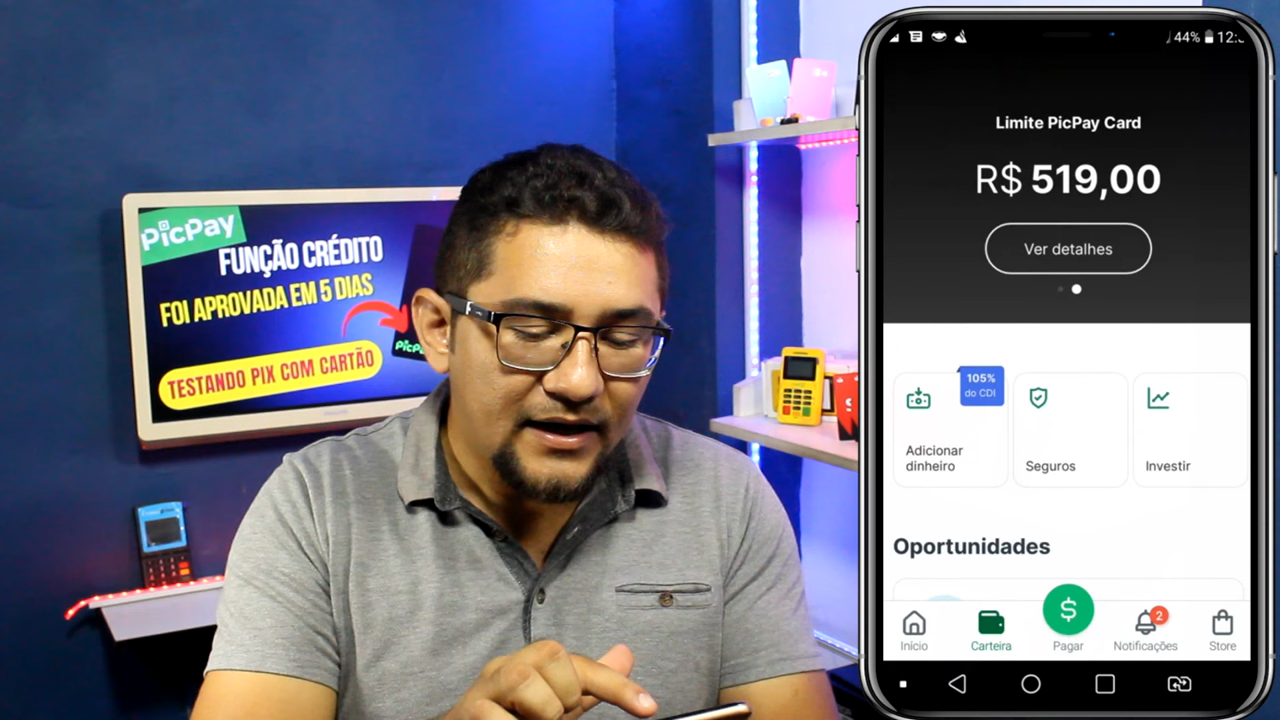 PicPay
FUNÇÃO CRÉDITO
FOI APROVADA EM 5 DIAS
TESTANDO PIX COM CARTÃO
44%
Limite PicPay Card
R$ 519,00
Ver detalhes
105%
do CDI
Adicionar
dinheiro
Seguros
Investir
Oportunidades
$
2
Início
Carteira
Pagar
Notificações
Store